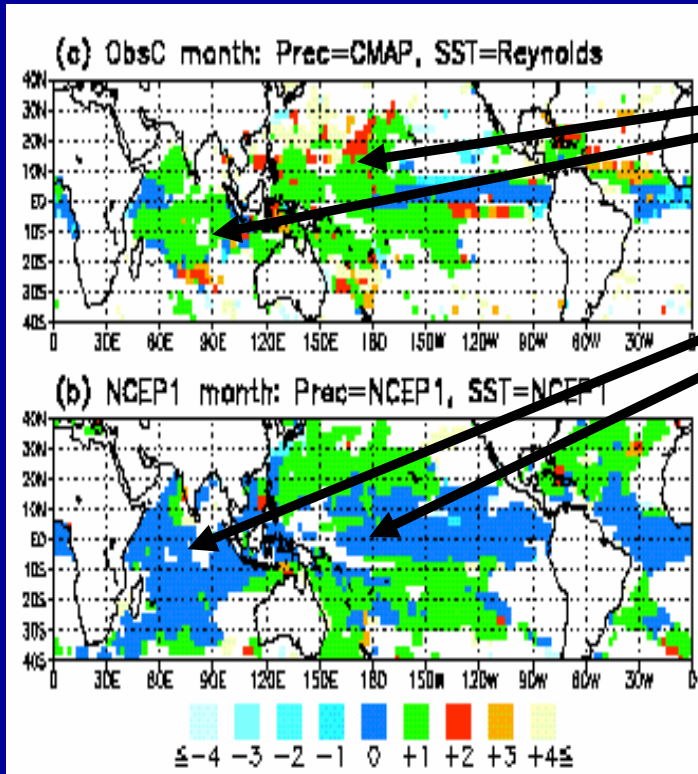 (a) ObsC month: Prec=CMAP, SST=Reynolds
40N
30N
20N
10N
EQ
10S
20S
30S
40S
0 30E 60E 90E 120E 150E 180 150W 120W 90W 60W 30W 0
(b) NCEP1 month: Prec=NCEP1, SST=NCEP1
40N
30N
20N
10N
EQ
10S
20S
30S
40S
0 30E 60E 90E 120E 150E 180 150W 120W 90W 60W 30W 0
≦-4 -3 -2 -1 0 +1 +2 +3 +4≦